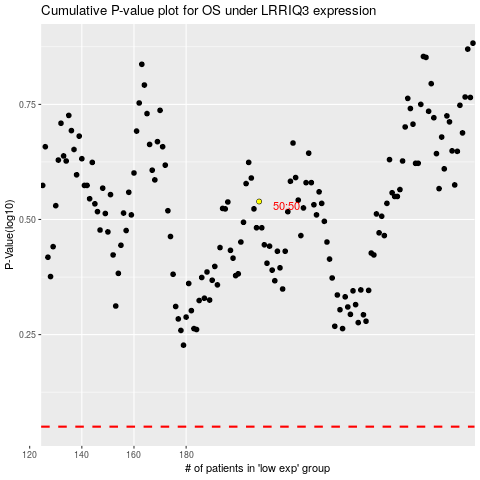 Cumulative P-value plot for OS under LRRIQ3 expression
P-Value(log10)
0.75
0.50
0.25
50:50
120 140 160 180
# of patients in 'low exp' group